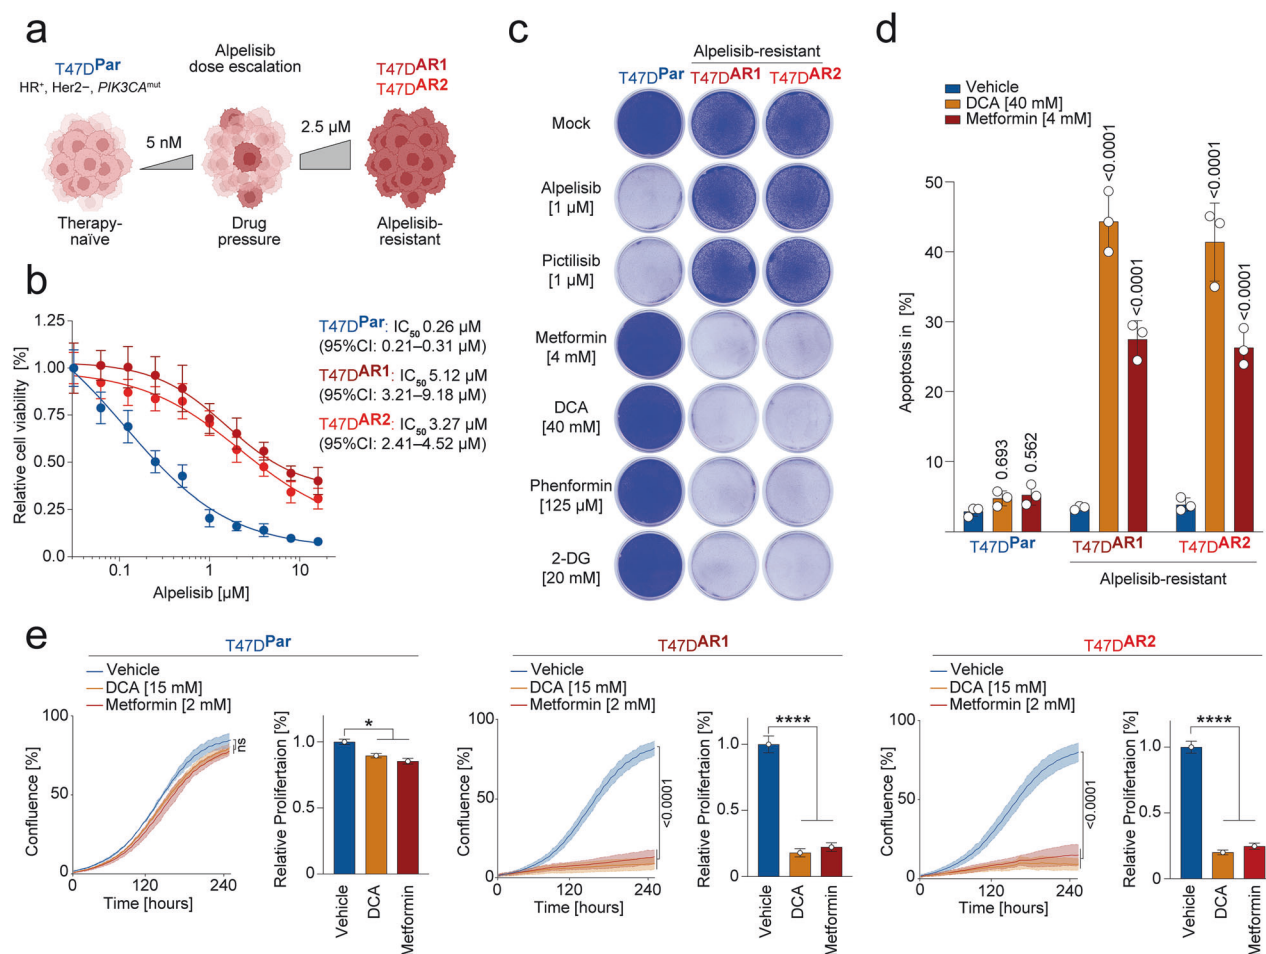 a
T47DPar
HR+, Her2−, PIK3CAmut
Alpelisib
dose escalation
T47DAR1
T47DAR2
5 nM
2.5 µM
Therapy-
naïve
Drug
pressure
Alpelisib-
resistant
b
Relative cell viability [%]
1.25
1.00
0.75
0.50
0.25
0.0
0.1
1
10
Alpelisib [µM]
T47DPar: IC50 0.26 µM
(95%CI: 0.21–0.31 µM)
T47DAR1: IC50 5.12 µM
(95%CI: 3.21–9.18 µM)
T47DAR2: IC50 3.27 µM
(95%CI: 2.41–4.52 µM)
c
Alpelisib-resistant
T47DPar T47DAR1 T47DAR2
Mock
Alpelisib
[1 µM]
Pictilisib
[1 µM]
Metformin
[4 mM]
DCA
[40 mM]
Phenformin
[125 µM]
2-DG
[20 mM]
d
Vehicle
DCA [40 mM]
Metformin [4 mM]
Apoptosis in [%]
50
40
30
20
10
0.693
0.562
<0.0001
<0.0001
<0.0001
<0.0001
T47DPar
T47DAR1
T47DAR2
Alpelisib-resistant
e
T47DPar
Vehicle
DCA [15 mM]
Metformin [2 mM]
Confluence [%]
100
50
0
0
120
240
Time [hours]
ns
Relative Prolifertaion [%]
1.0
0.5
0
*
Vehicle
DCA
Metformin
T47DAR1
Vehicle
DCA [15 mM]
Metformin [2 mM]
Confluence [%]
100
50
0
0
120
240
Time [hours]
<0.0001
Relative Prolifertaion [%]
1.0
0.5
0
****
Vehicle
DCA
Metformin
T47DAR2
Vehicle
DCA [15 mM]
Metformin [2 mM]
Confluence [%]
100
50
0
0
120
240
Time [hours]
<0.0001
Relative Prolifertaion [%]
1.0
0.5
0
****
Vehicle
DCA
Metformin